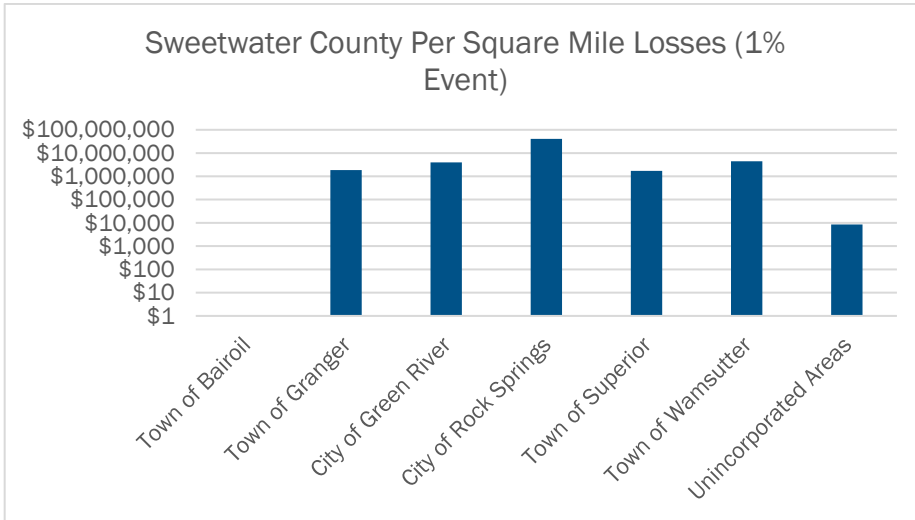 Sweetwater County Per Square Mile Losses (1%
Event)
$100,000,000
$10,000,000
$1,000,000
$100,000
$10,000
$1,000
$100
$10
$1
Town of Bairoil
Town of Granger
City of Green River
City of Rock Springs
Town of Superior
Town of Wamsutter
Unincorporated Areas